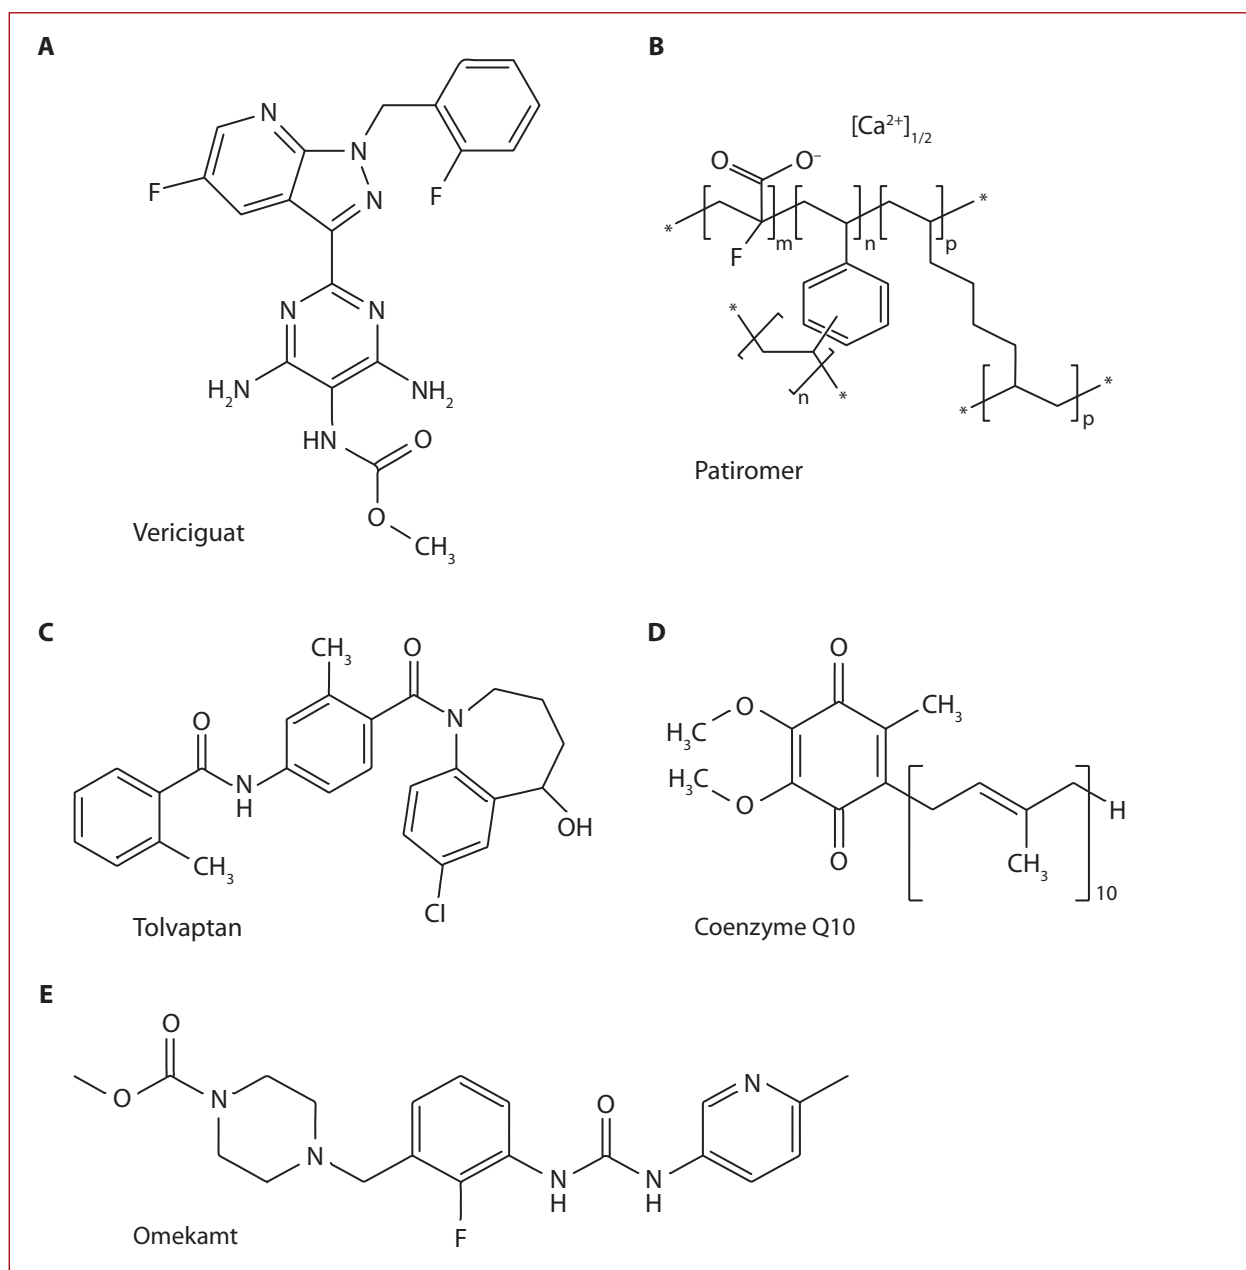 A
N
N
N
F
F
N
N
H₂N
NH₂
HN
O
O
CH₃
Vericiguat
B
[Ca²⁺]₁/₂
O
O⁻
*
*
F
m
n
p
*
n
*
*
*
p
Patiromer
C
CH₃
O
O
N
N
H
CH₃
OH
Cl
Tolvaptan
D
O
O
CH₃
H₃C
H₃C
O
O
H
CH₃
10
Coenzyme Q10
E
O
O
N
N
F
O
N
H
N
H
N
Omekamt